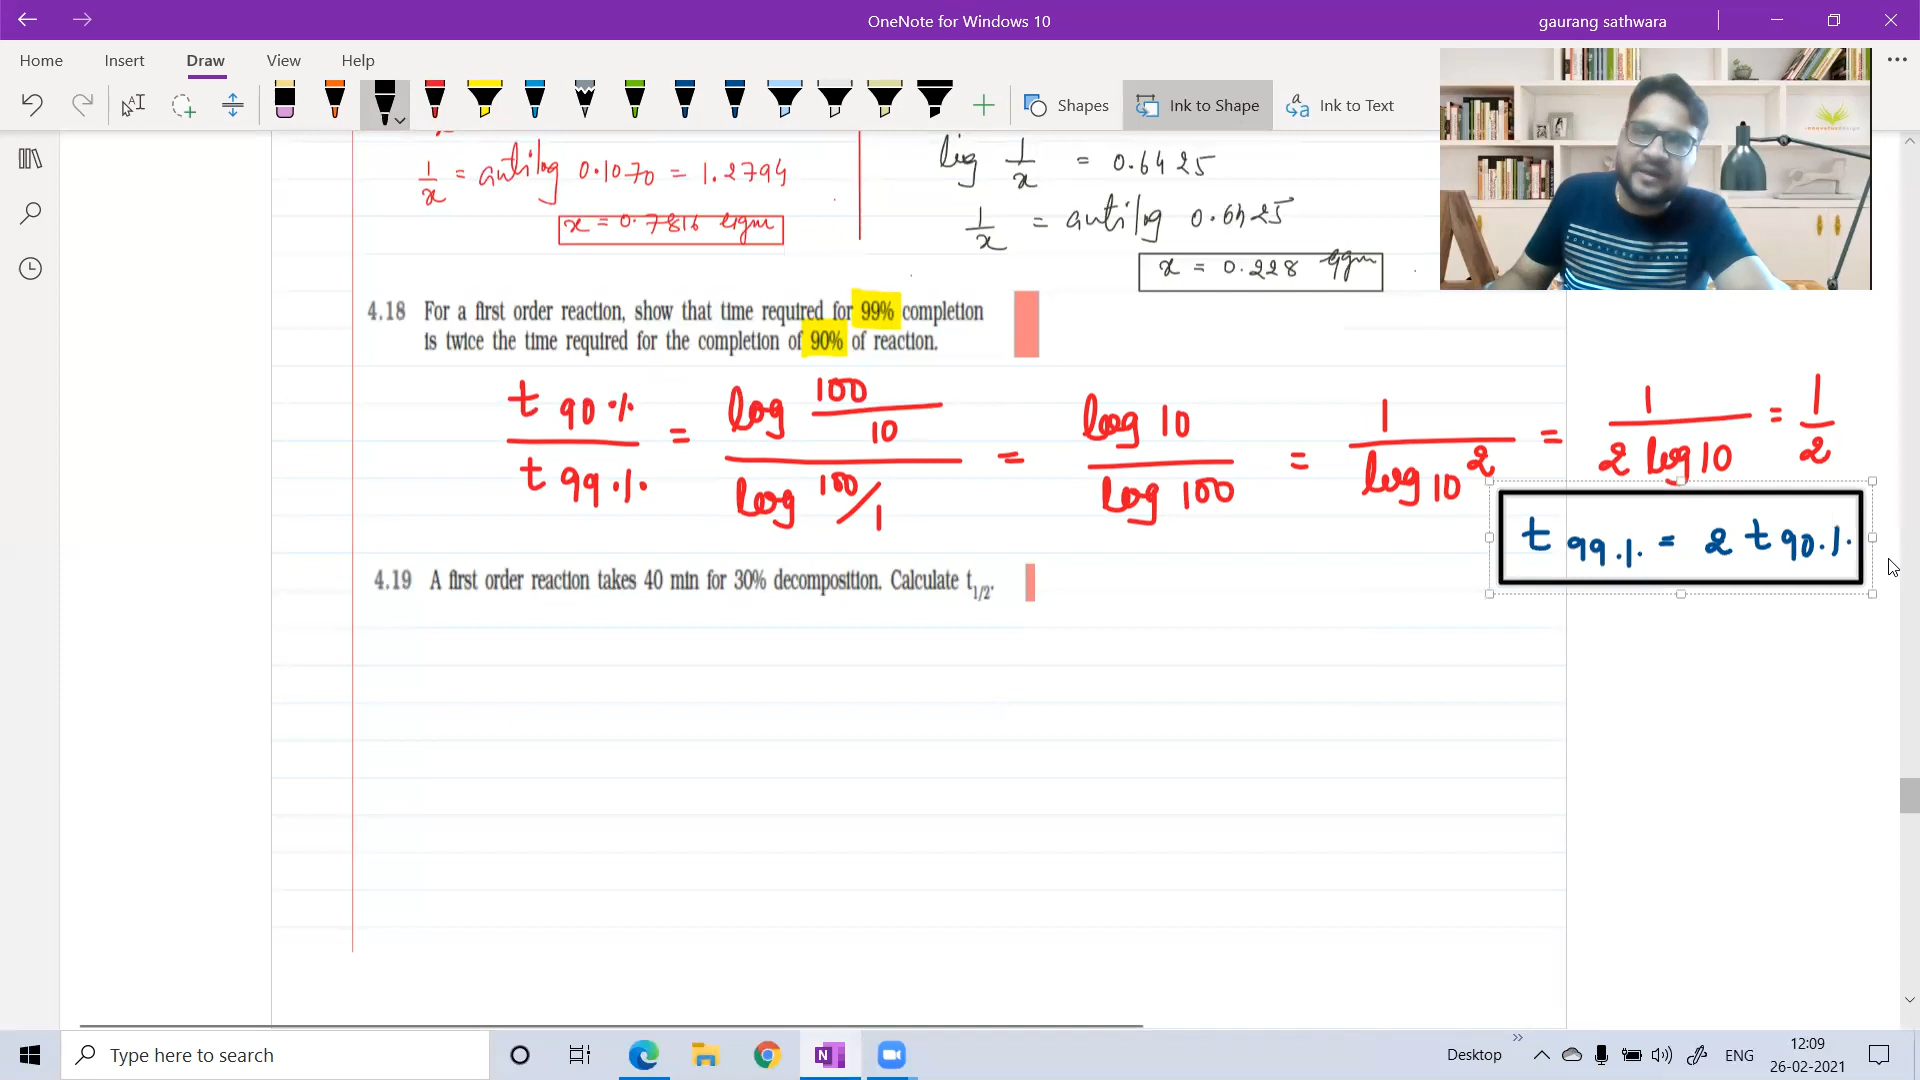 OneNote for Windows 10
gaurang sathwara
Home Insert Draw View Help
Shapes
Ink to Shape
Ink to Text
1/x = antilog 0.1070 = 1.2794
x = 0.7816
log 1/x = 0.6425
1/x = antilog 0.6425
x = 0.228
4.18 For a first order reaction, show that time required for 99% completion
is twice the time required for the completion of 90% of reaction.
t 90% / t 99% = log 100/10 / log 100/1 = log 10 / log 100 = 1 / log 10² = 1 / 2 log 10 = 1/2
t 99% = 2 t 90%
4.19 A first order reaction takes 40 min for 30% decomposition. Calculate t1/2.
Type here to search
Desktop
ENG
12:09
26-02-2021